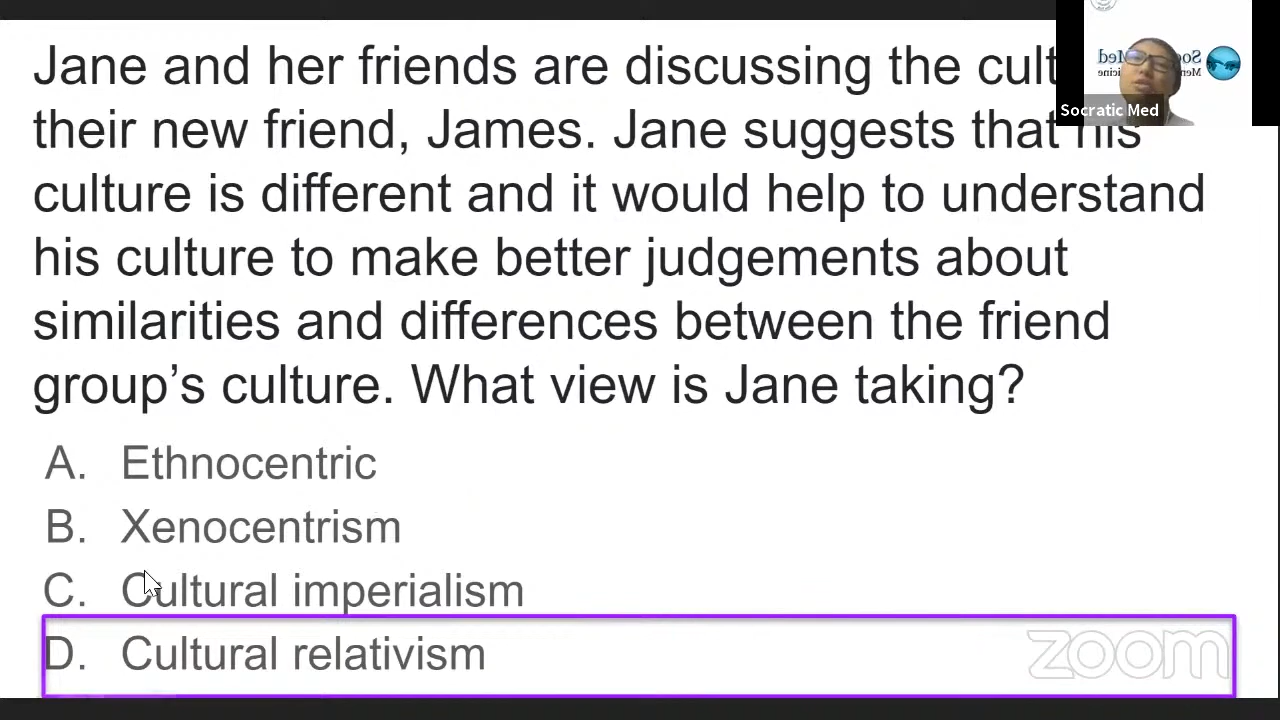 Jane and her friends are discussing the cult
their new friend, James. Jane suggests that his
culture is different and it would help to understand
his culture to make better judgements about
similarities and differences between the friend
group’s culture. What view is Jane taking?
A. Ethnocentric
B. Xenocentrism
C. Cultural imperialism
D. Cultural relativism
Socratic Med
zoom